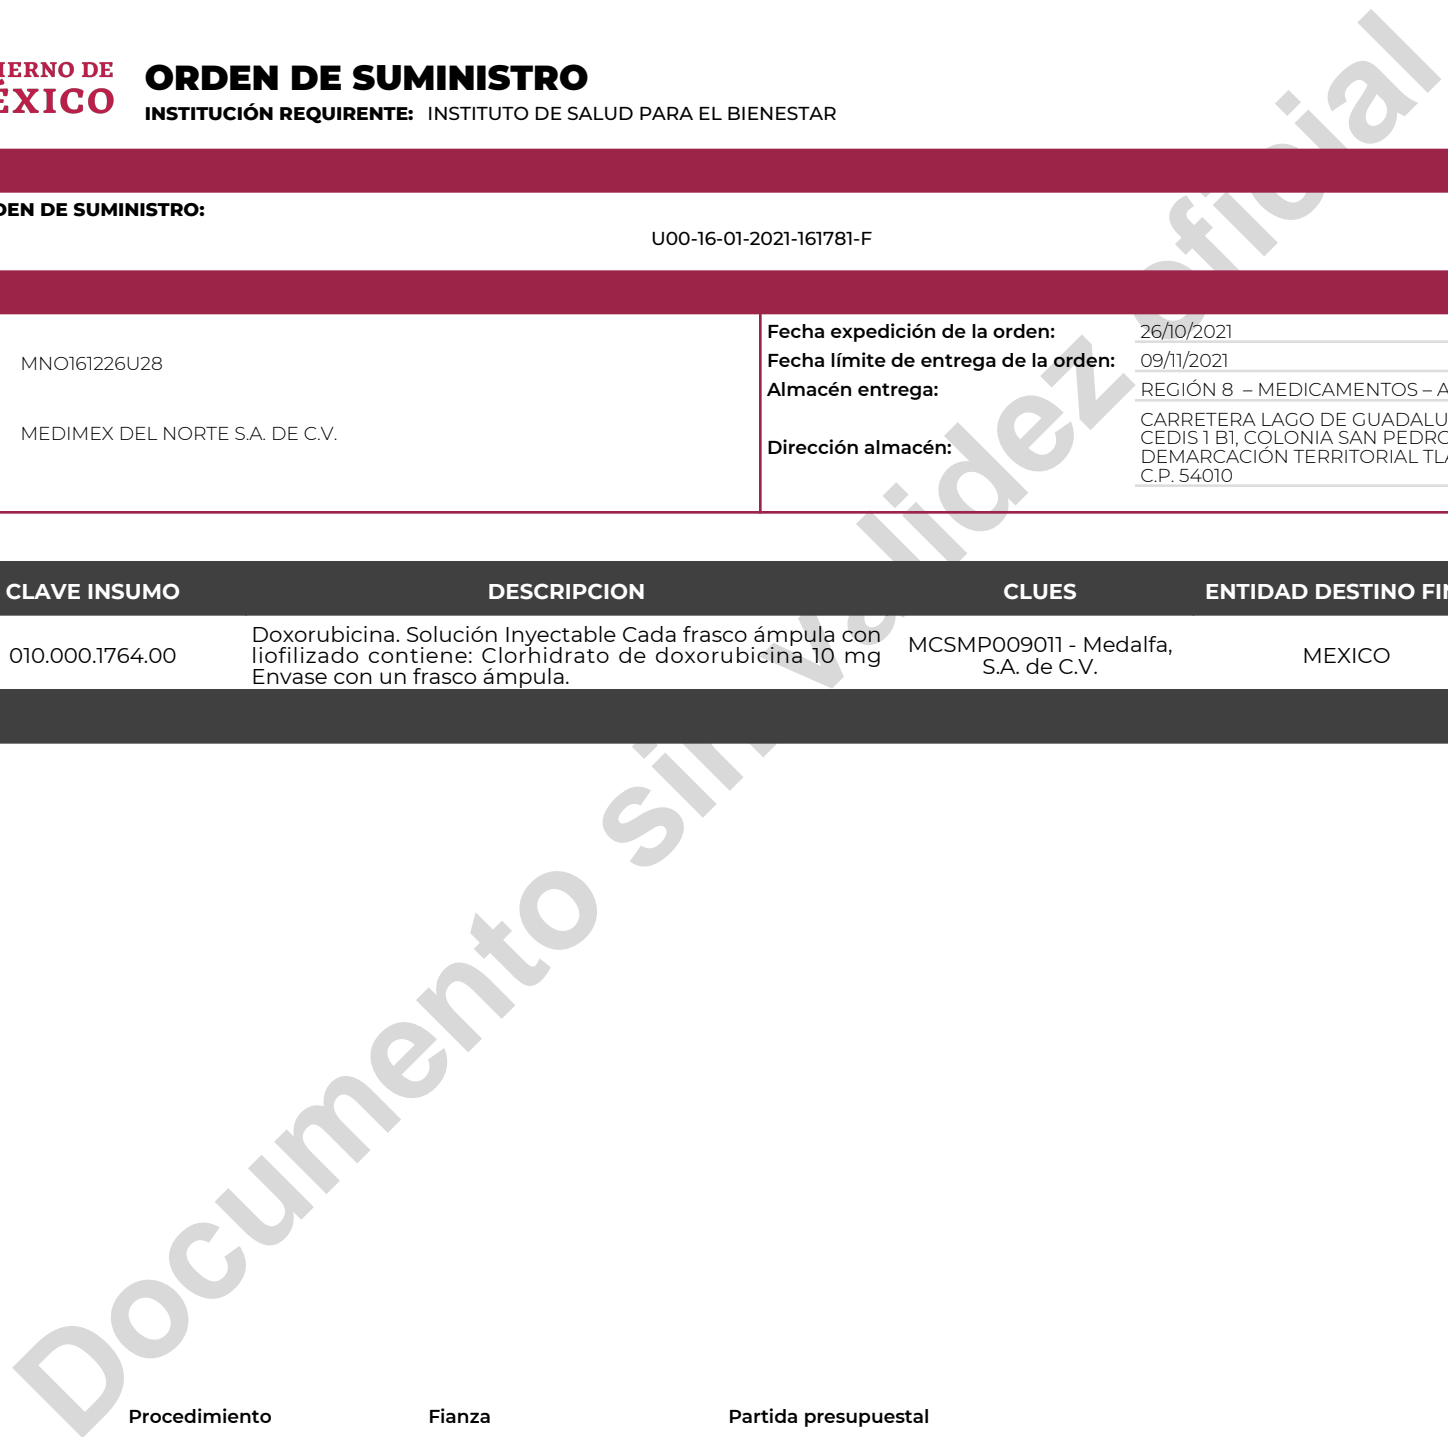 IERNO DE
ÉXICO
ORDEN DE SUMINISTRO
INSTITUCIÓN REQUIRENTE: INSTITUTO DE SALUD PARA EL BIENESTAR
DEN DE SUMINISTRO:
U00-16-01-2021-161781-F
MNO161226U28
MEDIMEX DEL NORTE S.A. DE C.V.
Fecha expedición de la orden: 26/10/2021
Fecha límite de entrega de la orden: 09/11/2021
Almacén entrega: REGIÓN 8 – MEDICAMENTOS – A
Dirección almacén:
CARRETERA LAGO DE GUADALU
CEDIS 1 B1, COLONIA SAN PEDRO
DEMARCACIÓN TERRITORIAL TLA
C.P. 54010
CLAVE INSUMO DESCRIPCION CLUES ENTIDAD DESTINO FIN
010.000.1764.00
Doxorubicina. Solución Inyectable Cada frasco ámpula con
liofilizado contiene: Clorhidrato de doxorubicina 10 mg
Envase con un frasco ámpula.
MCSMP009011 - Medalfa,
S.A. de C.V.
MEXICO
Documento sin validez oficial
Procedimiento Fianza Partida presupuestal